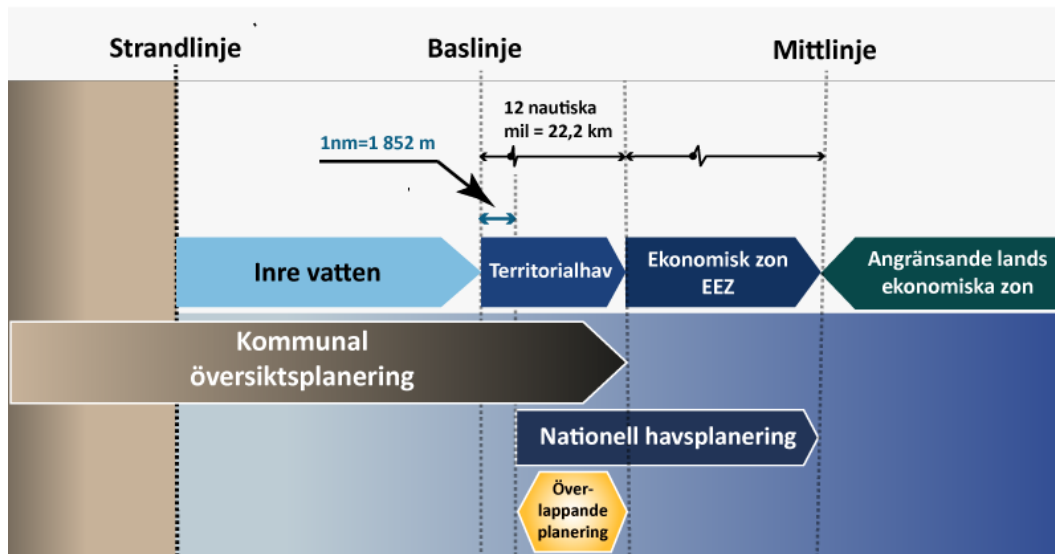 Strandlinje
Baslinje
Mittlinje
12 nautiska
mil = 22,2 km
1nm=1 852 m
Inre vatten
Territorialhav
Ekonomisk zon
EEZ
Angränsande lands
ekonomiska zon
Kommunal
översiktsplanering
Nationell havsplanering
Över-
lappande
planering